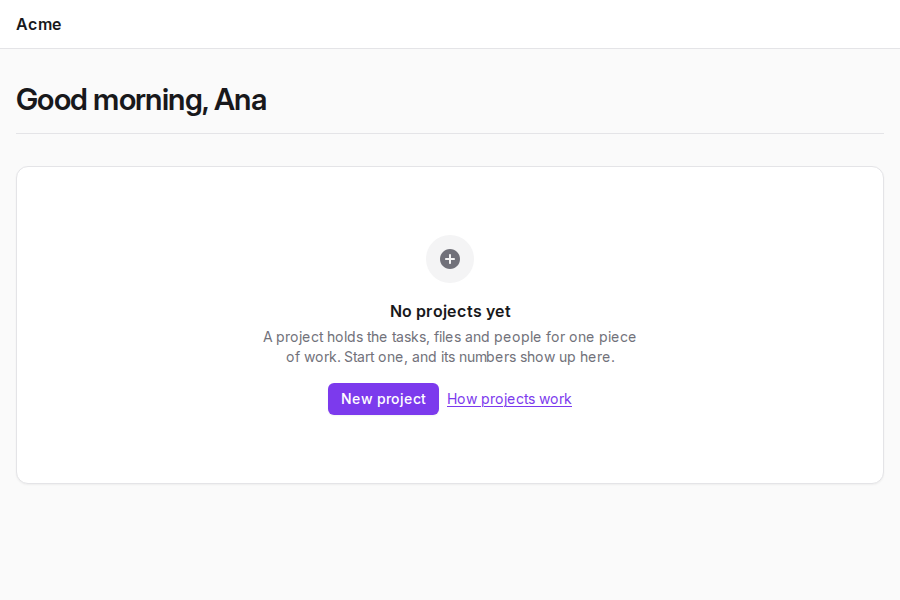 Acme
Good morning, Ana
No projects yet
A project holds the tasks, files and people for one piece
of work. Start one, and its numbers show up here.
New project
How projects work